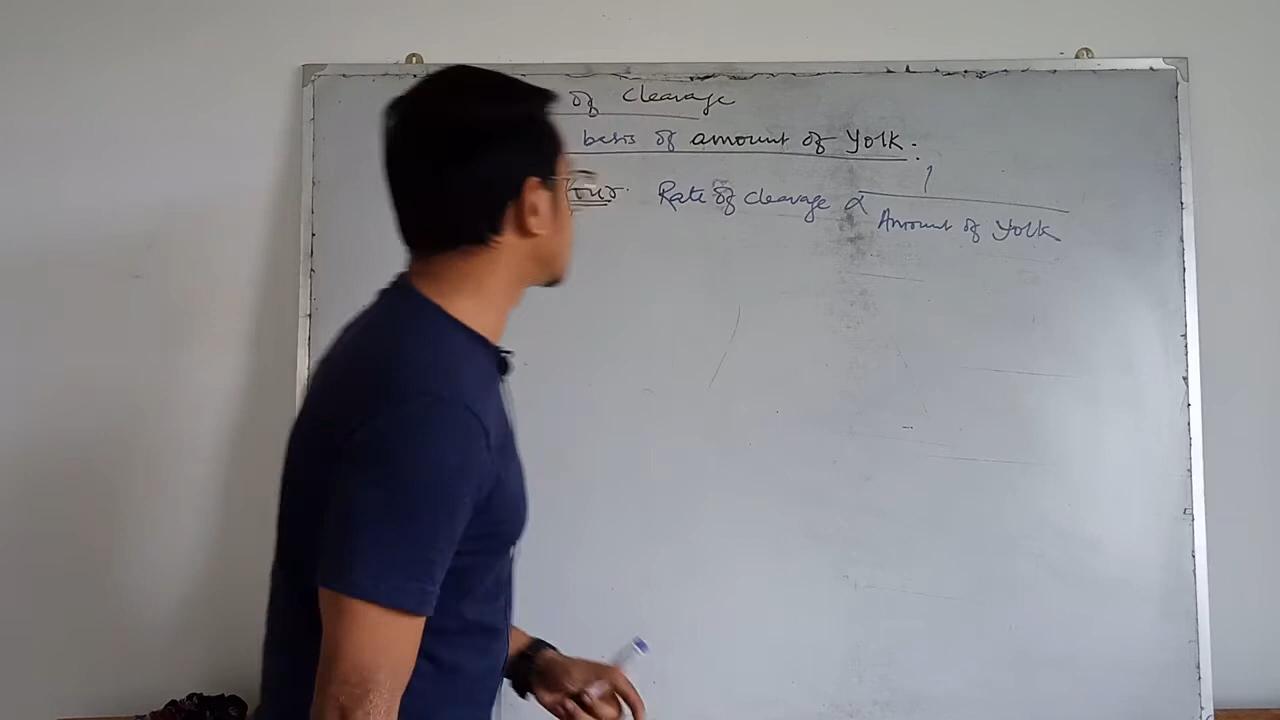 of cleavage
basis of amount of Yolk.
Rate of cleavage α 1
Amount of Yolk